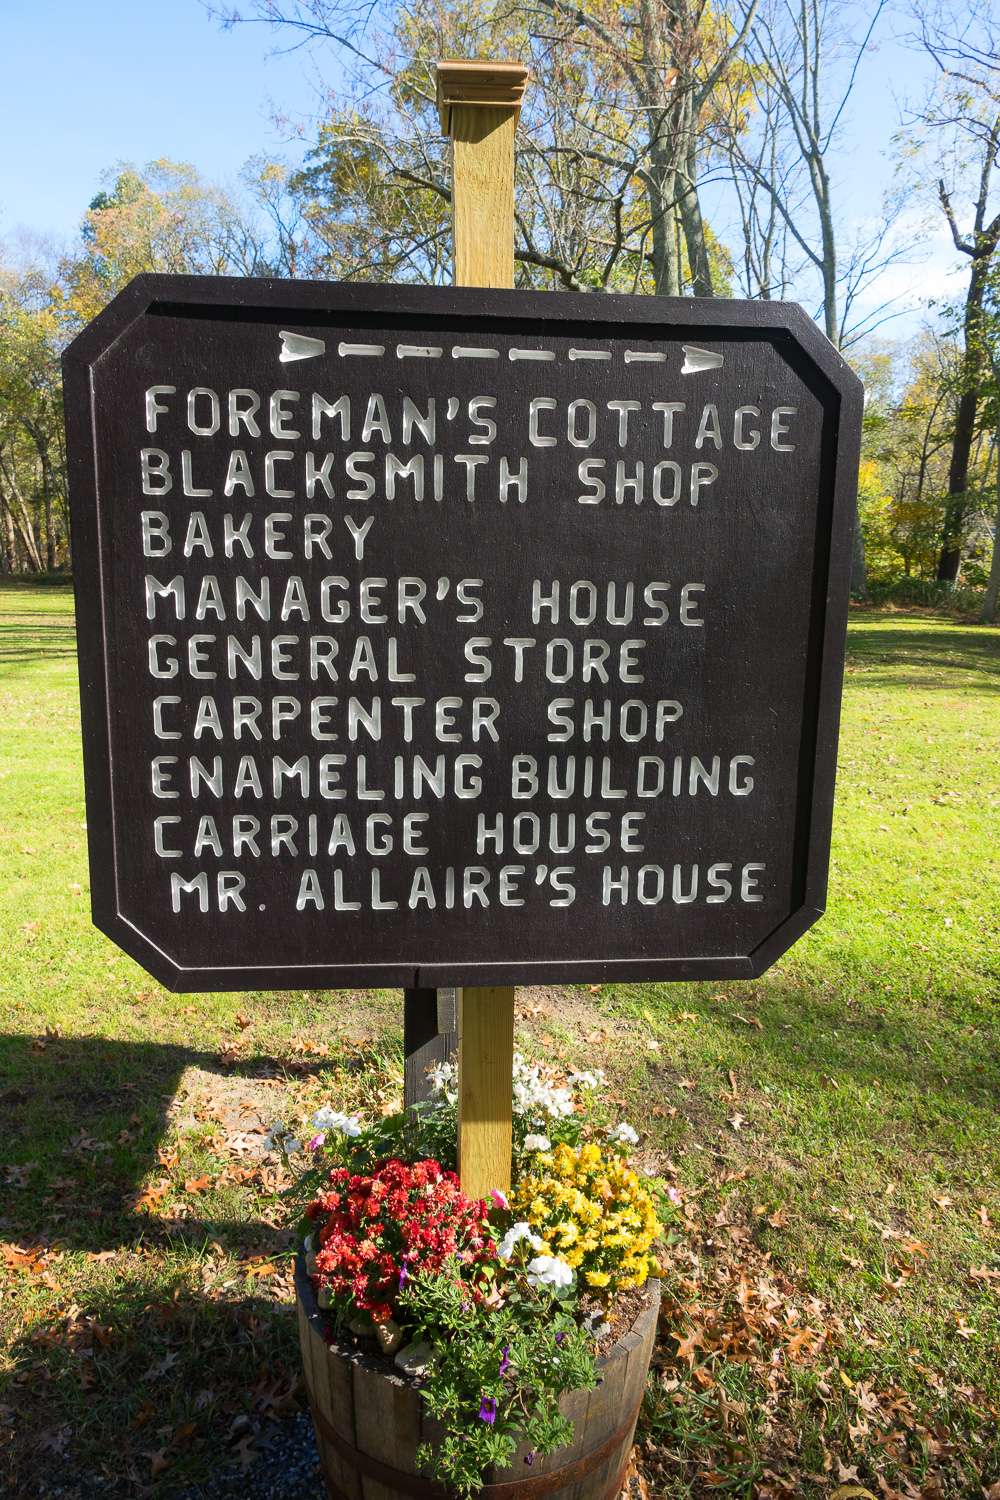 FOREMAN'S COTTAGE
BLACKSMITH SHOP
BAKERY
MANAGER'S HOUSE
GENERAL STORE
CARPENTER SHOP
ENAMELING BUILDING
CARRIAGE HOUSE
MR. ALLAIRE'S HOUSE